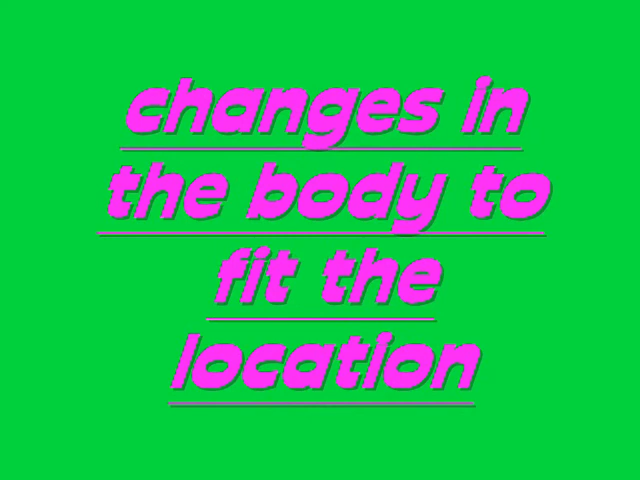 changes in
the body to
fit the
location